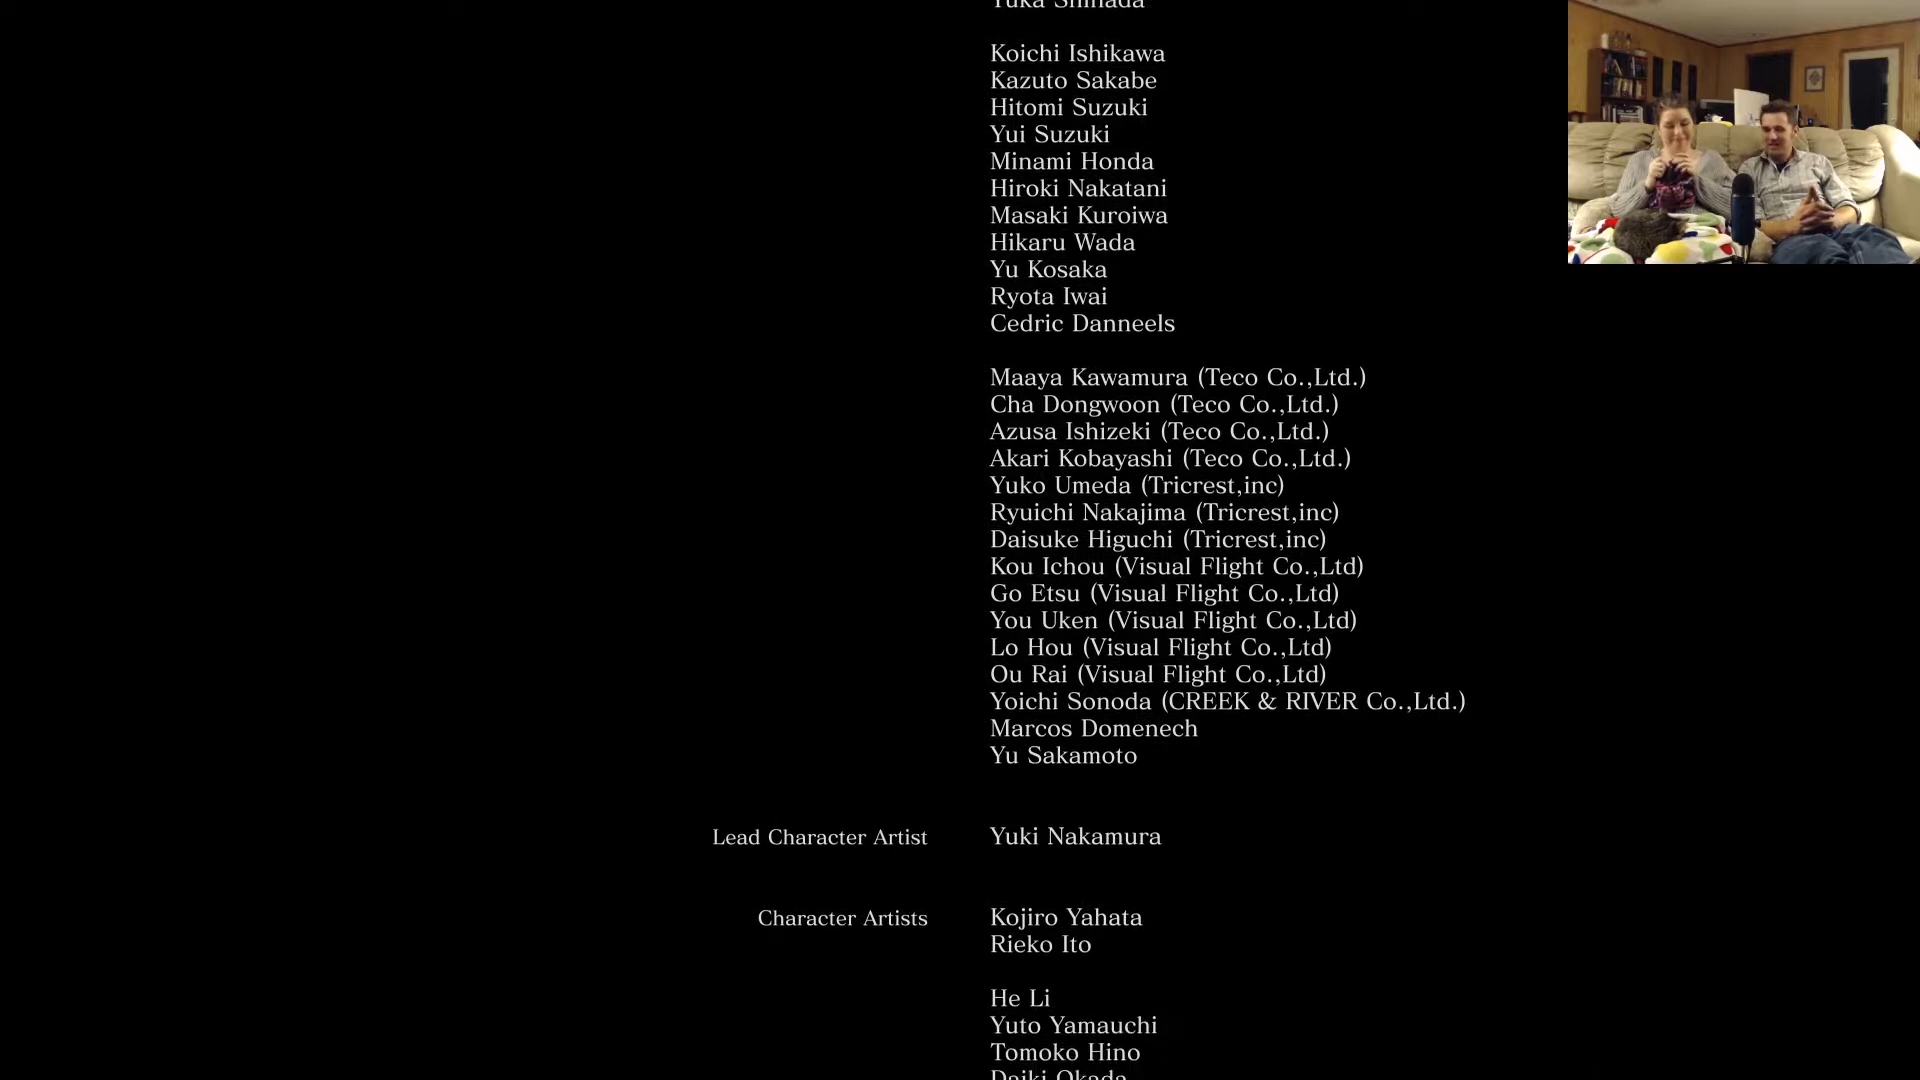 Yuka Shinada
Koichi Ishikawa
Kazuto Sakabe
Hitomi Suzuki
Yui Suzuki
Minami Honda
Hiroki Nakatani
Masaki Kuroiwa
Hikaru Wada
Yu Kosaka
Ryota Iwai
Cedric Danneels
Maaya Kawamura (Teco Co.,Ltd.)
Cha Dongwoon (Teco Co.,Ltd.)
Azusa Ishizeki (Teco Co.,Ltd.)
Akari Kobayashi (Teco Co.,Ltd.)
Yuko Umeda (Tricrest,inc)
Ryuichi Nakajima (Tricrest,inc)
Daisuke Higuchi (Tricrest,inc)
Kou Ichou (Visual Flight Co.,Ltd)
Go Etsu (Visual Flight Co.,Ltd)
You Uken (Visual Flight Co.,Ltd)
Lo Hou (Visual Flight Co.,Ltd)
Ou Rai (Visual Flight Co.,Ltd)
Yoichi Sonoda (CREEK & RIVER Co.,Ltd.)
Marcos Domenech
Yu Sakamoto
Lead Character Artist Yuki Nakamura
Character Artists Kojiro Yahata
Rieko Ito
He Li
Yuto Yamauchi
Tomoko Hino
Daiki Okada